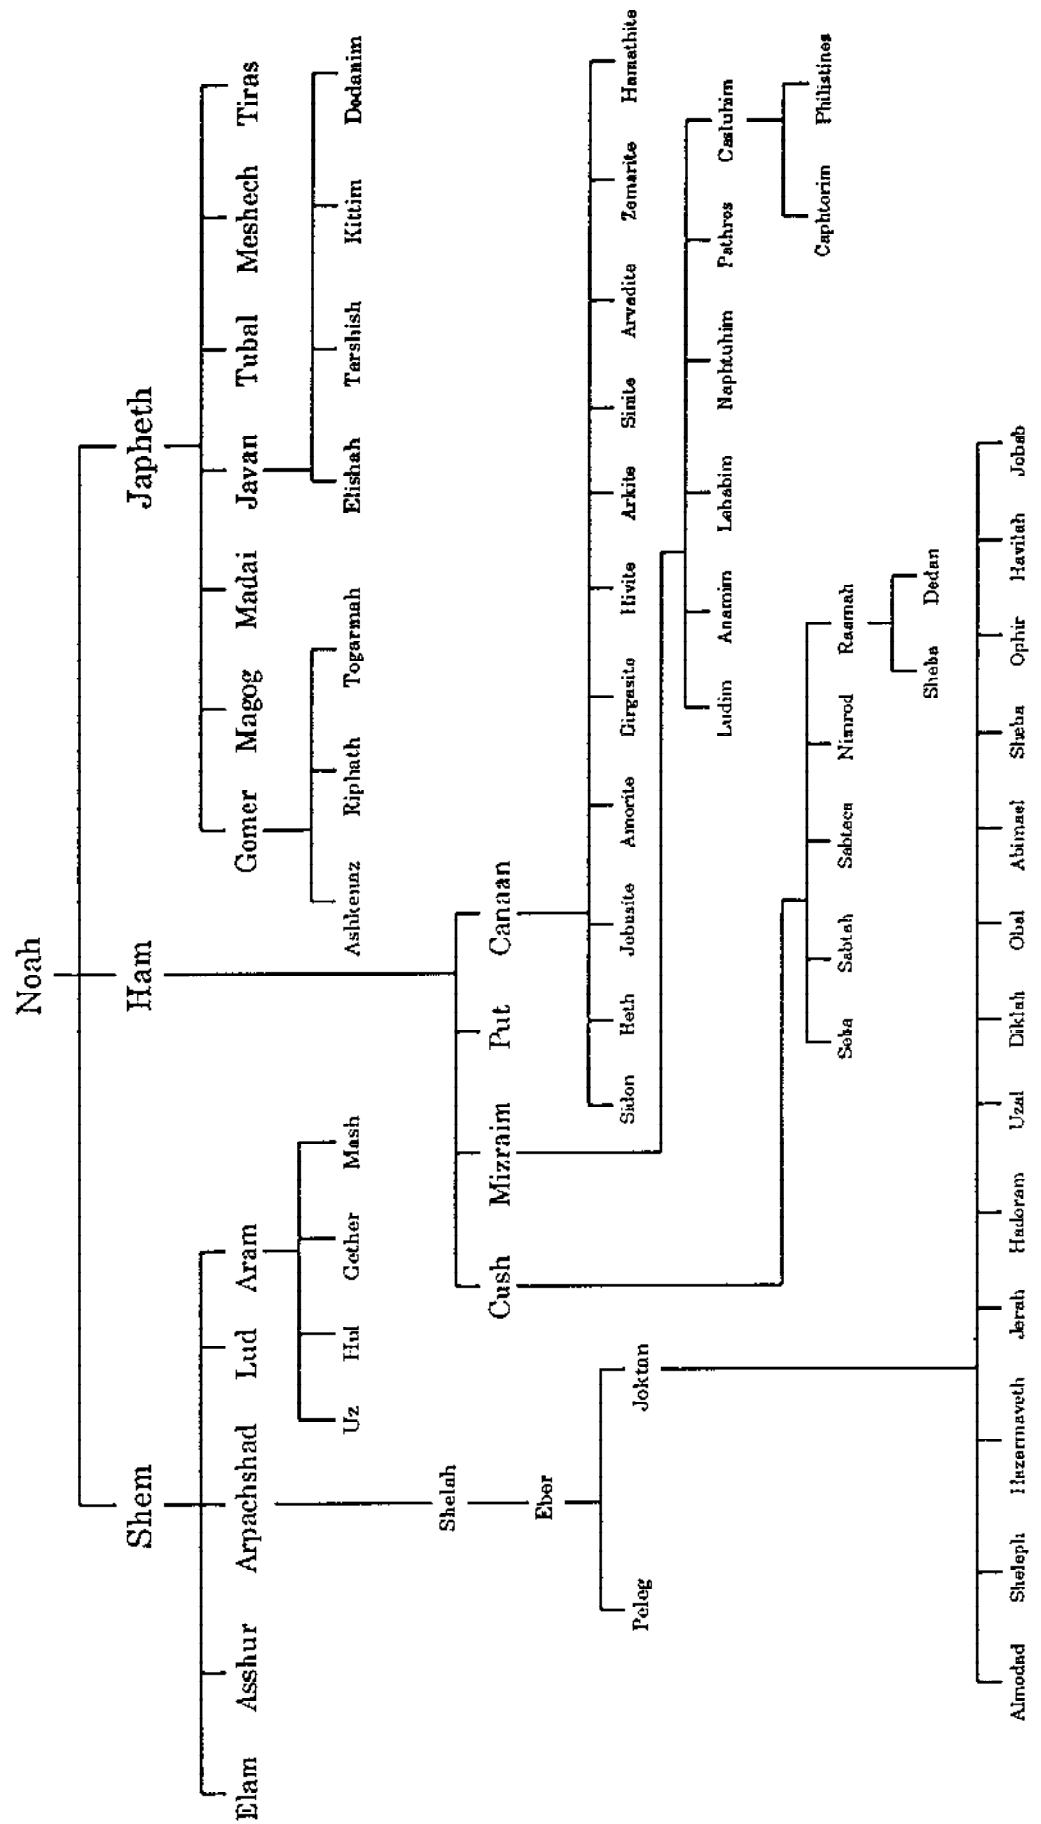 Noah
Shem Ham Japheth
Elam Asshur Arpachshad Lud Aram Gomer Magog Madai Javan Tubal Meshech Tiras
Uz Hul Gether Mash Ashkenaz Riphath Togarmah Elishah Tarshish Kittim Dodanim
Shelah Cush Mizraim Put Canaan
Eber
Peleg Joktan Sidon Heth Jebusite Amorite Girgasite Hivite Arkite Sinite Arvadite Zemarite Hamathite
Ludim Anamim Lehabim Naphtuhim Pathros Casluhim
Caphtorim Philistines
Seba Sabtah Sabteca Nimrod Raamah
Sheba Dedan
Almodad Sheleph Hazarmaveth Jerah Hadoram Uzal Diklah Obal Abimael Sheba Ophir Havilah Jobab